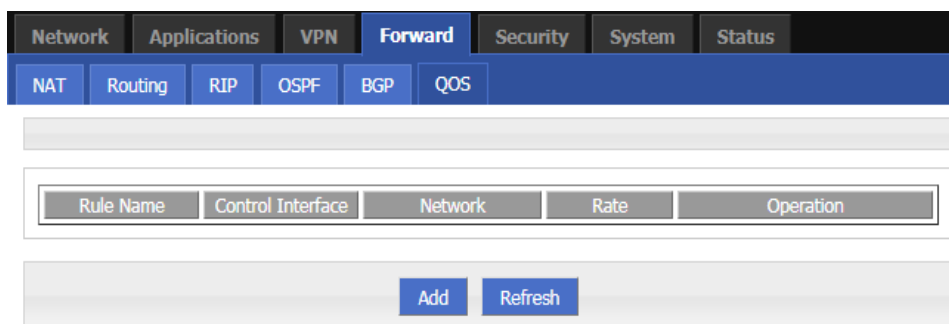 Network Applications VPN Forward Security System Status
NAT Routing RIP OSPF BGP QOS
Rule Name Control Interface Network Rate Operation
Add Refresh